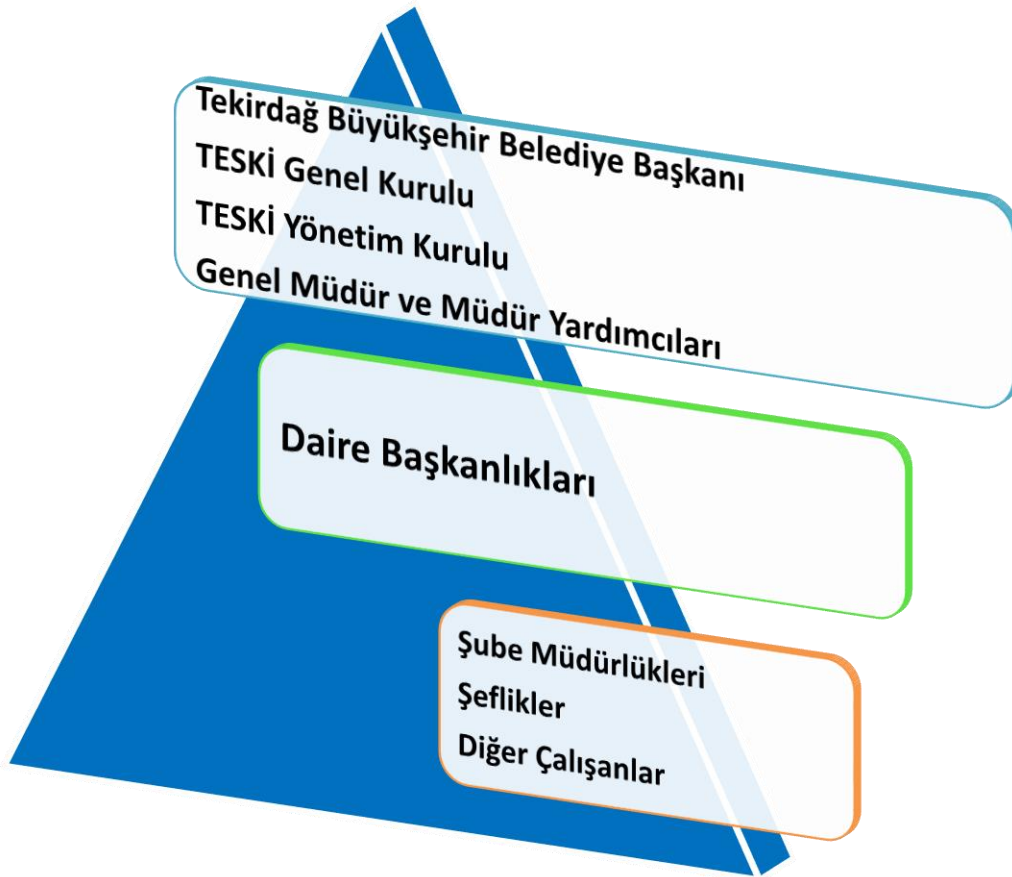 Tekirdağ Büyükşehir Belediye Başkanı
TESKİ Genel Kurulu
TESKİ Yönetim Kurulu
Genel Müdür ve Müdür Yardımcıları
Daire Başkanlıkları
Şube Müdürlükleri
Şeflikler
Diğer Çalışanlar